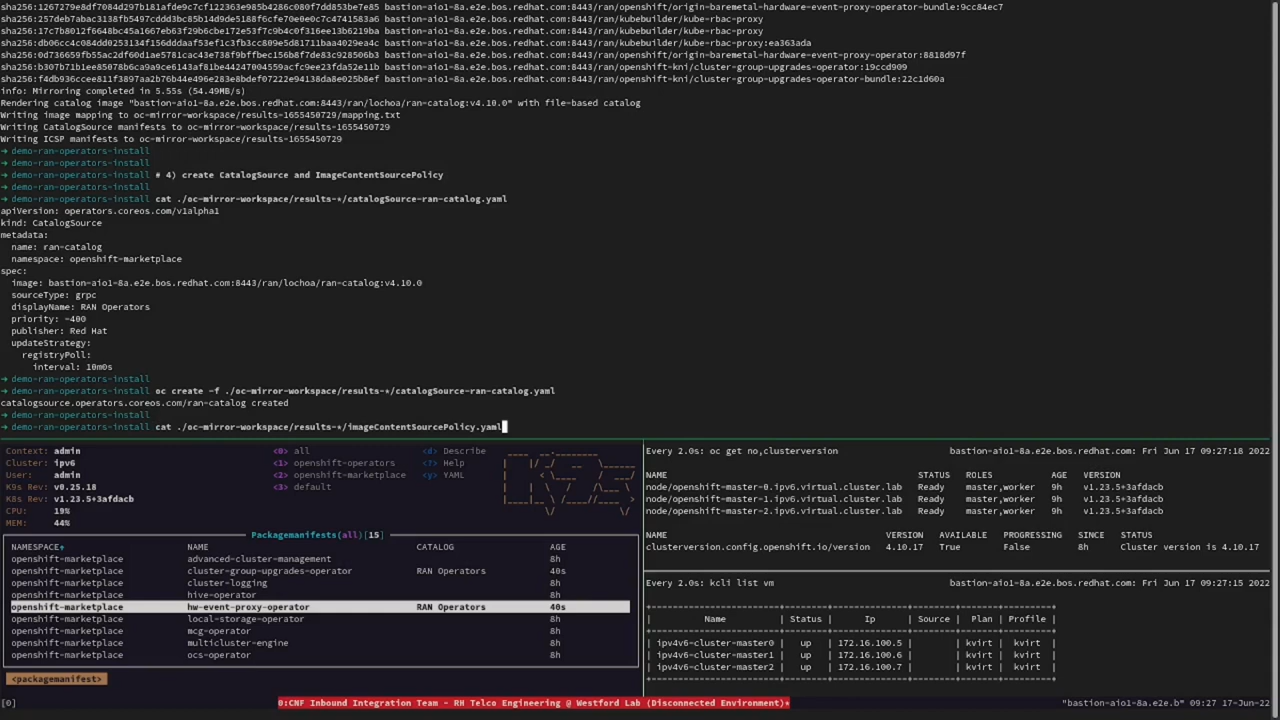 sha256:1267279e8df7084d297b181afde9c7cf122363e985b4286c080f7dd853be7e85 bastion-aio1-8a.e2e.bos.redhat.com:8443/ran/openshift/origin-baremetal-hardware-event-proxy-operator-bundle:9cc84ec7
sha256:257deb7abac3138fb5497cddd3bc85b14d9de5188f6cfe70e0e0c7c4741583a6 bastion-aio1-8a.e2e.bos.redhat.com:8443/ran/kubebuilder/kube-rbac-proxy
sha256:17c7b8012f6648bc167667eb63f29b6cbe172e53f7c9b4c0f316ee13b6219ba bastion-aio1-8a.e2e.bos.redhat.com:8443/ran/kubebuilder/kube-rbac-proxy
sha256:db06cc4c084dd0253134f156dddaaf53ef1c3fb3cc809e5d81711baa4029ea4c bastion-aio1-8a.e2e.bos.redhat.com:8443/ran/kubebuilder/kube-rbac-proxy:ea363ada
sha256:0d736659fb55ac2df60d1ae5781cac43e738f9bffbec156b8f7de83c928506b3 bastion-aio1-8a.e2e.bos.redhat.com:8443/ran/openshift/origin-baremetal-hardware-event-proxy-operator:8818d97f
sha256:b307b71b1ee85078b6ca9a9ce6143af81be44247004559acfc9ee23fda52e11b bastion-aio1-8a.e2e.bos.redhat.com:8443/ran/openshift-kni/cluster-group-upgrades-operator:19ccd909
sha256:f4db936ccee811f3897aa2b76b44e496e283e8bdef07272e94138da8e025b8ef bastion-aio1-8a.e2e.bos.redhat.com:8443/ran/openshift-kni/cluster-group-upgrades-operator-bundle:22c1d60a
info: Mirroring completed in 5.55s (54.49MB/s)
Rendering catalog image "bastion-aio1-8a.e2e.bos.redhat.com:8443/ran/lochoa/ran-catalog:v4.10.0" with file-based catalog
Writing image mapping to oc-mirror-workspace/results-1655450729/mapping.txt
Writing CatalogSource manifests to oc-mirror-workspace/results-1655450729
Writing ICSP manifests to oc-mirror-workspace/results-1655450729
➜ demo-ran-operators-install
➜ demo-ran-operators-install
➜ demo-ran-operators-install # 4) create CatalogSource and ImageContentSourcePolicy
➜ demo-ran-operators-install
➜ demo-ran-operators-install cat ./oc-mirror-workspace/results-*/catalogSource-ran-catalog.yaml
apiVersion: operators.coreos.com/v1alpha1
kind: CatalogSource
metadata:
  name: ran-catalog
  namespace: openshift-marketplace
spec:
  image: bastion-aio1-8a.e2e.bos.redhat.com:8443/ran/lochoa/ran-catalog:v4.10.0
  sourceType: grpc
  displayName: RAN Operators
  priority: -400
  publisher: Red Hat
  updateStrategy:
    registryPoll:
      interval: 10m0s
➜ demo-ran-operators-install
➜ demo-ran-operators-install oc create -f ./oc-mirror-workspace/results-*/catalogSource-ran-catalog.yaml
catalogsource.operators.coreos.com/ran-catalog created
➜ demo-ran-operators-install
➜ demo-ran-operators-install cat ./oc-mirror-workspace/results-*/imageContentSourcePolicy.yaml
Context: admin <0> all <d> Describe
Cluster: ipv6 <1> openshift-operators <?> Help
User: admin <2> openshift-marketplace <y> YAML
K9s Rev: v0.25.18 <3> default
K8s Rev: v1.23.5+3afdacb
CPU: 19%
MEM: 44%
Packagemanifests(all)[15]
NAMESPACE↑ NAME CATALOG AGE
openshift-marketplace advanced-cluster-management 8h
openshift-marketplace cluster-group-upgrades-operator RAN Operators 40s
openshift-marketplace cluster-logging 8h
openshift-marketplace hive-operator 8h
openshift-marketplace hw-event-proxy-operator RAN Operators 40s
openshift-marketplace local-storage-operator 8h
openshift-marketplace mcg-operator 8h
openshift-marketplace multicluster-engine 8h
openshift-marketplace ocs-operator 8h
<packagemanifest>
Every 2.0s: oc get no,clusterversion bastion-aio1-8a.e2e.bos.redhat.com: Fri Jun 17 09:27:18 2022
NAME STATUS ROLES AGE VERSION
node/openshift-master-0.ipv6.virtual.cluster.lab Ready master,worker 9h v1.23.5+3afdacb
node/openshift-master-1.ipv6.virtual.cluster.lab Ready master,worker 9h v1.23.5+3afdacb
node/openshift-master-2.ipv6.virtual.cluster.lab Ready master,worker 9h v1.23.5+3afdacb
NAME VERSION AVAILABLE PROGRESSING SINCE STATUS
clusterversion.config.openshift.io/version 4.10.17 True False 8h Cluster version is 4.10.17
Every 2.0s: kcli list vm bastion-aio1-8a.e2e.bos.redhat.com: Fri Jun 17 09:27:15 2022
| Name | Status | Ip | Source | Plan | Profile |
| ipv4v6-cluster-master0 | up | 172.16.100.5 | | kvirt | kvirt |
| ipv4v6-cluster-master1 | up | 172.16.100.6 | | kvirt | kvirt |
| ipv4v6-cluster-master2 | up | 172.16.100.7 | | kvirt | kvirt |
[0] 0:CNF Inbound Integration Team - RH Telco Engineering @ Westford Lab (Disconnected Environment)* "bastion-aio1-8a.e2e.b" 09:27 17-Jun-22